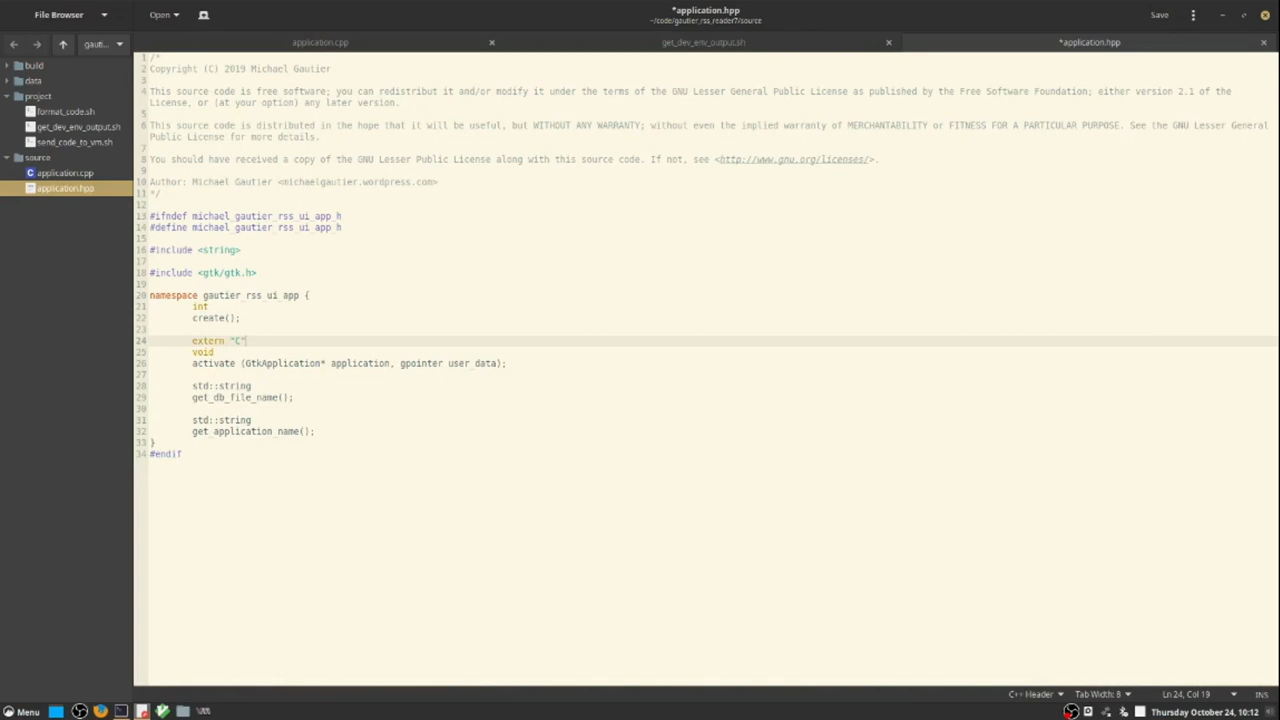 File Browser
Open
*application.hpp
~/code/gautier_rss_reader7/source
Save
gauti...
application.cpp
get_dev_env_output.sh
*application.hpp
build
data
project
format_code.sh
get_dev_env_output.sh
send_code_to_vm.sh
source
application.cpp
application.hpp
1 /*
2 Copyright (C) 2019 Michael Gautier
3
4 This source code is free software; you can redistribut it and/or modify it under the terms of the GNU Lesser General Public License as published by the Free Software Foundation; either version 2.1 of the
License, or (at your option) any later version.
5
6 This source code is distributed in the hope that it will be useful, but WITHOUT ANY WARRANTY; without even the implied warranty of MERCHANTABILITY or FITNESS FOR A PARTICULAR PURPOSE. See the GNU Lesser General
Public License for more details.
7
8 You should have received a copy of the GNU Lesser Public License along with this source code. If not, see <http://www.gnu.org/licenses/>.
9
10 Author: Michael Gautier <michaelgautier.wordpress.com>
11 */
12
13 #ifndef michael_gautier_rss_ui_app_h
14 #define michael_gautier_rss_ui_app_h
15
16 #include <string>
17
18 #include <gtk/gtk.h>
19
20 namespace gautier_rss_ui_app {
21 int
22 create();
23
24 extern "C"
25 void
26 activate (GtkApplication* application, gpointer user_data);
27
28 std::string
29 get_db_file_name();
30
31 std::string
32 get_application_name();
33 }
34 #endif
C++ Header
Tab Width: 8
Ln 24, Col 19
INS
Menu
Thursday October 24, 10:12